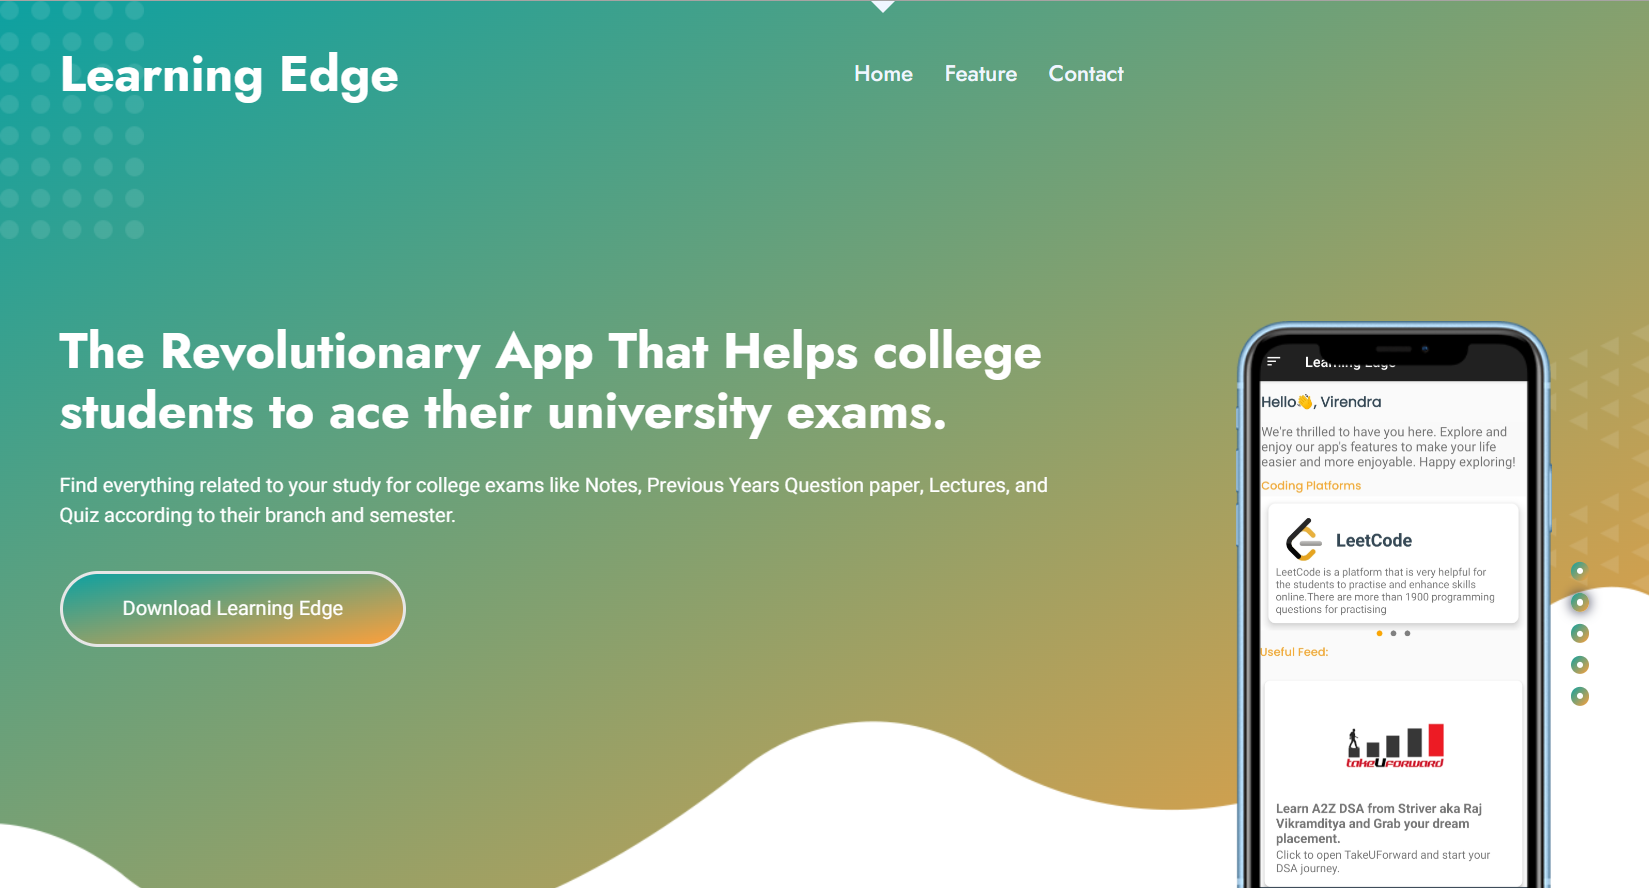 Learning Edge
Home Feature Contact
The Revolutionary App That Helps college
students to ace their university exams.
Find everything related to your study for college exams like Notes, Previous Years Question paper, Lectures, and
Quiz according to their branch and semester.
Download Learning Edge
Learning Edge
Hello👋, Virendra
We're thrilled to have you here. Explore and
enjoy our app's features to make your life
easier and more enjoyable. Happy exploring!
Coding Platforms
LeetCode
LeetCode is a platform that is very helpful for
the students to practise and enhance skills
online.There are more than 1900 programming
questions for practising
Useful Feed:
takeUforward
Learn A2Z DSA from Striver aka Raj
Vikramditya and Grab your dream
placement.
Click to open TakeUForward and start your
DSA journey.